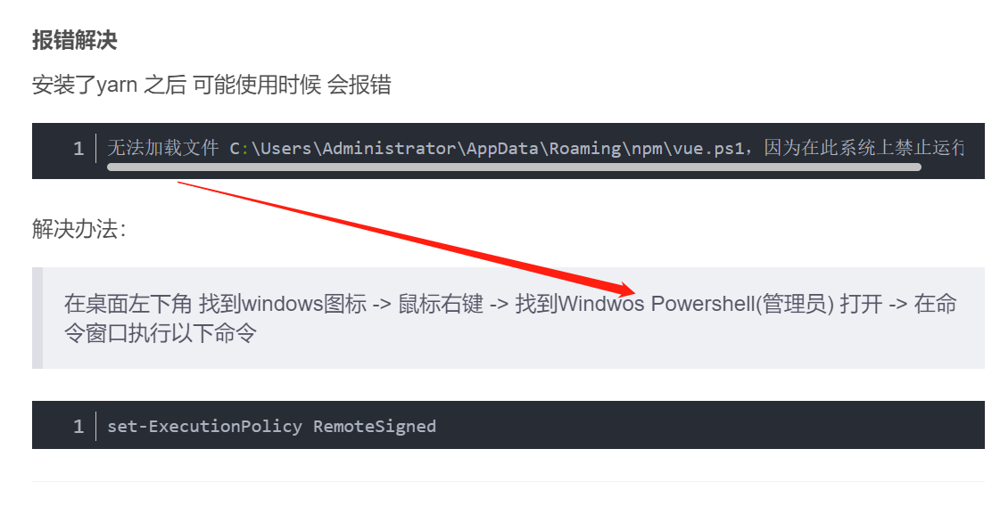 报错解决
安装了yarn 之后 可能使用时候 会报错
1 无法加载文件 C:\Users\Administrator\AppData\Roaming\npm\vue.ps1，因为在此系统上禁止运行
解决办法：
在桌面左下角 找到windows图标 -> 鼠标右键 -> 找到Windwos Powershell(管理员) 打开 -> 在命
令窗口执行以下命令
1 set-ExecutionPolicy RemoteSigned